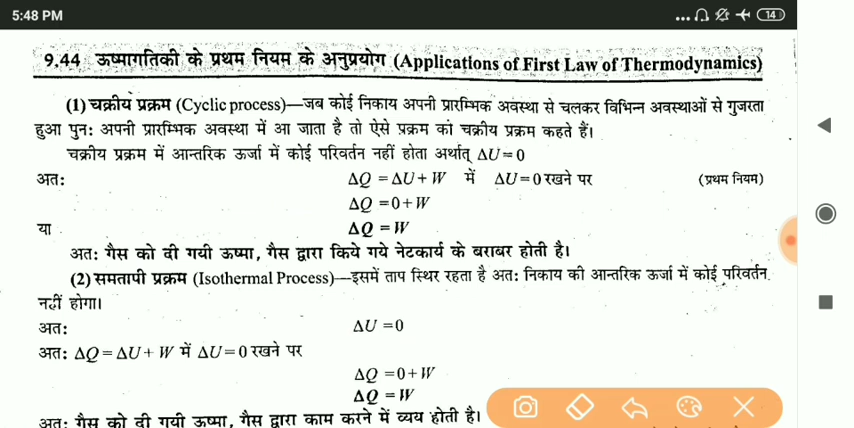 5:48 PM
14
9.44 ऊष्मागतिकी के प्रथम नियम के अनुप्रयोग (Applications of First Law of Thermodynamics)
(1) चक्रीय प्रक्रम (Cyclic process)—जब कोई निकाय अपनी प्रारम्भिक अवस्था से चलकर विभिन्न अवस्थाओं से गुजरता
हुआ पुनः अपनी प्रारम्भिक अवस्था में आ जाता है तो ऐसे प्रक्रम को चक्रीय प्रक्रम कहते हैं।
चक्रीय प्रक्रम में आन्तरिक ऊर्जा में कोई परिवर्तन नहीं होता अर्थात् ΔU=0
अतः ΔQ = ΔU + W में ΔU=0 रखने पर (प्रथम नियम)
ΔQ =0+W
या ΔQ = W
अतः गैस को दी गयी ऊष्मा, गैस द्वारा किये गये नेटकार्य के बराबर होती है।
(2) समतापी प्रक्रम (Isothermal Process)—इसमें ताप स्थिर रहता है अतः निकाय की आन्तरिक ऊर्जा में कोई परिवर्तन
नहीं होगा।
अतः ΔU =0
अतः ΔQ = ΔU + W में ΔU=0 रखने पर
ΔQ =0+W
ΔQ = W
अतः गैस को दी गयी ऊष्मा, गैस द्वारा काम करने में व्यय होती है।